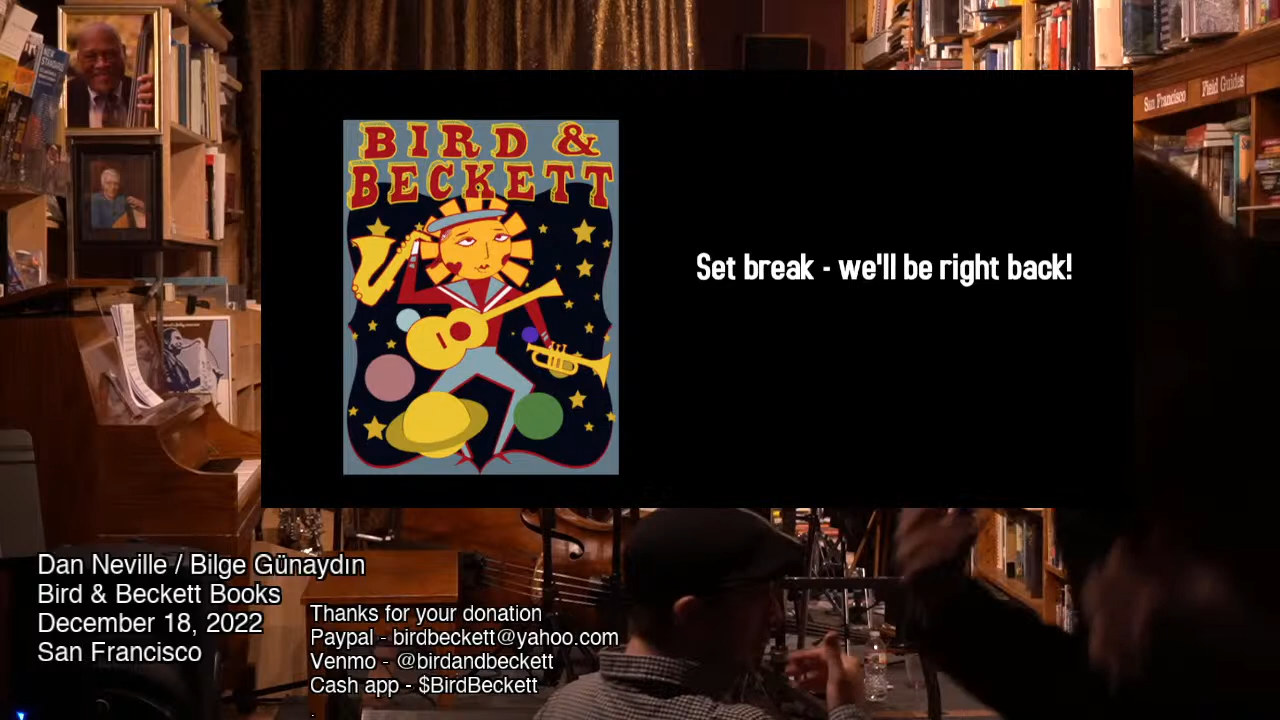 BIRD &
BECKETT
Set break - we'll be right back!
San Francisco
Field Guides
Dan Neville / Bilge Günaydın
Bird & Beckett Books
December 18, 2022
San Francisco
Thanks for your donation
Paypal - birdbeckett@yahoo.com
Venmo - @birdandbeckett
Cash app - $BirdBeckett